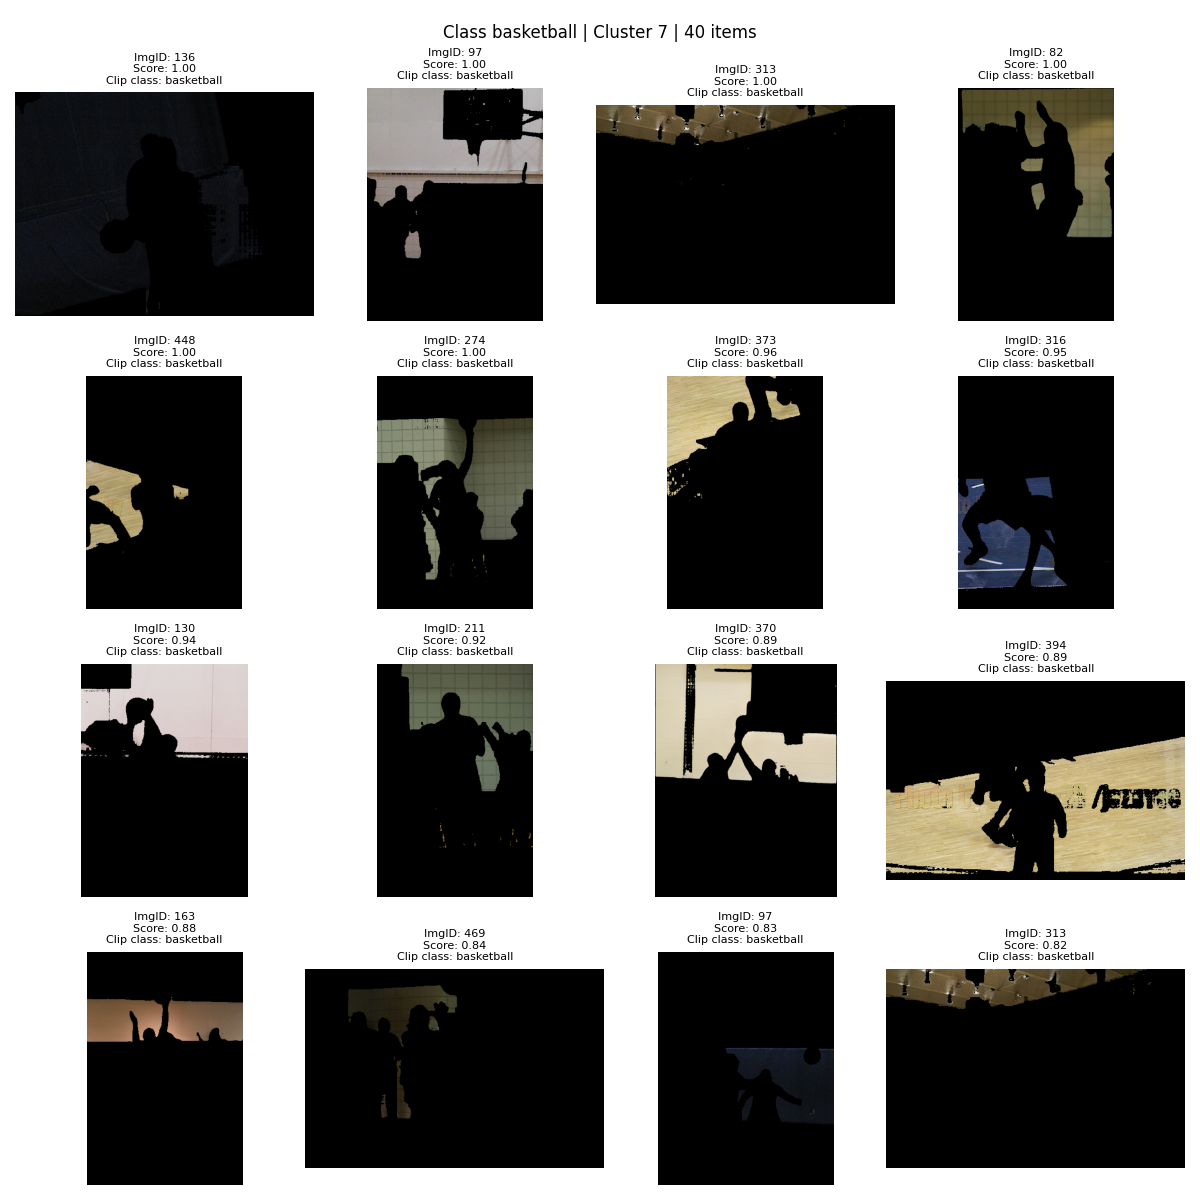 Class basketball | Cluster 7 | 40 items
ImgID: 136
Score: 1.00
Clip class: basketball
ImgID: 97
Score: 1.00
Clip class: basketball
ImgID: 313
Score: 1.00
Clip class: basketball
ImgID: 82
Score: 1.00
Clip class: basketball
ImgID: 448
Score: 1.00
Clip class: basketball
ImgID: 274
Score: 1.00
Clip class: basketball
ImgID: 373
Score: 0.96
Clip class: basketball
ImgID: 316
Score: 0.95
Clip class: basketball
ImgID: 130
Score: 0.94
Clip class: basketball
ImgID: 211
Score: 0.92
Clip class: basketball
ImgID: 370
Score: 0.89
Clip class: basketball
ImgID: 394
Score: 0.89
Clip class: basketball
ImgID: 163
Score: 0.88
Clip class: basketball
ImgID: 469
Score: 0.84
Clip class: basketball
ImgID: 97
Score: 0.83
Clip class: basketball
ImgID: 313
Score: 0.82
Clip class: basketball